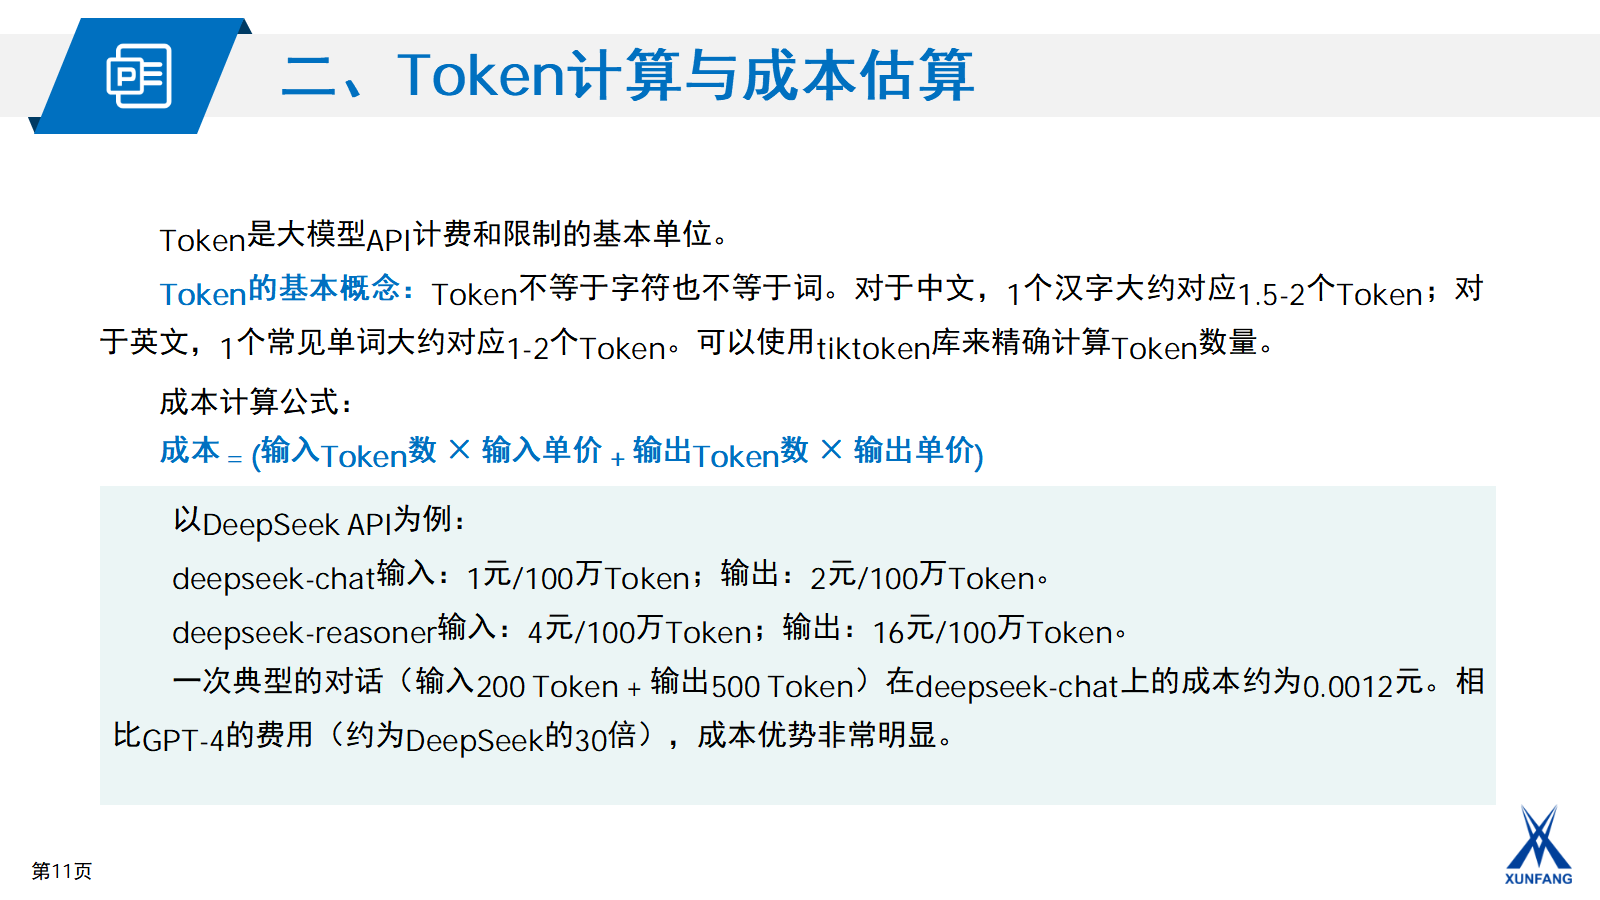 二、Token计算与成本估算
Token是大模型API计费和限制的基本单位。
Token的基本概念：Token不等于字符也不等于词。对于中文，1个汉字大约对应1.5-2个Token；对
于英文，1个常见单词大约对应1-2个Token。可以使用tiktoken库来精确计算Token数量。
成本计算公式：
成本 = (输入Token数 × 输入单价 + 输出Token数 × 输出单价)
以DeepSeek API为例：
deepseek-chat输入：1元/100万Token；输出：2元/100万Token。
deepseek-reasoner输入：4元/100万Token；输出：16元/100万Token。
一次典型的对话（输入200 Token + 输出500 Token）在deepseek-chat上的成本约为0.0012元。相
比GPT-4的费用（约为DeepSeek的30倍），成本优势非常明显。
第11页
XUNFANG